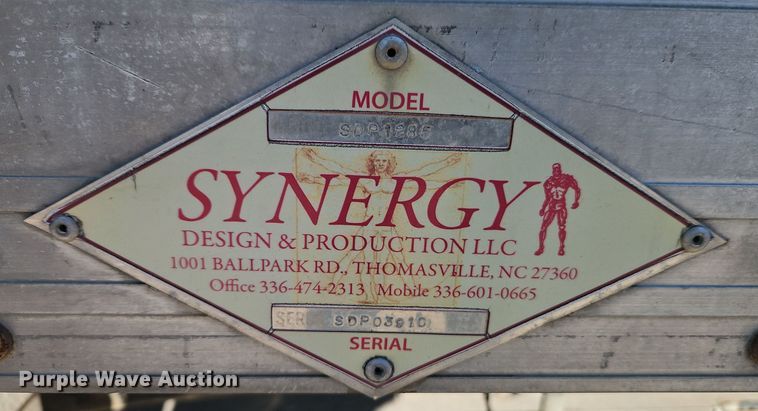 MODEL
SDP1285
SYNERGY
DESIGN & PRODUCTION LLC
1001 BALLPARK RD., THOMASVILLE, NC 27360
Office 336-474-2313 Mobile 336-601-0665
SER
SERIAL
Purple Wave Auction